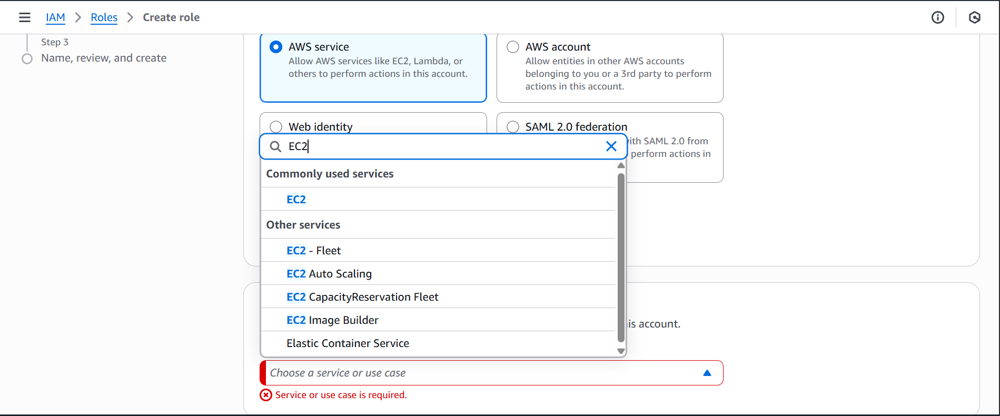 IAM > Roles > Create role
Step 3
Name, review, and create
AWS service
Allow AWS services like EC2, Lambda, or
others to perform actions in this account.
AWS account
Allow entities in other AWS accounts
belonging to you or a 3rd party to perform
actions in this account.
Web identity
SAML 2.0 federation
with SAML 2.0 from
perform actions in
EC2
Commonly used services
EC2
Other services
EC2 - Fleet
EC2 Auto Scaling
EC2 CapacityReservation Fleet
EC2 Image Builder
Elastic Container Service
is account.
Choose a service or use case
Service or use case is required.